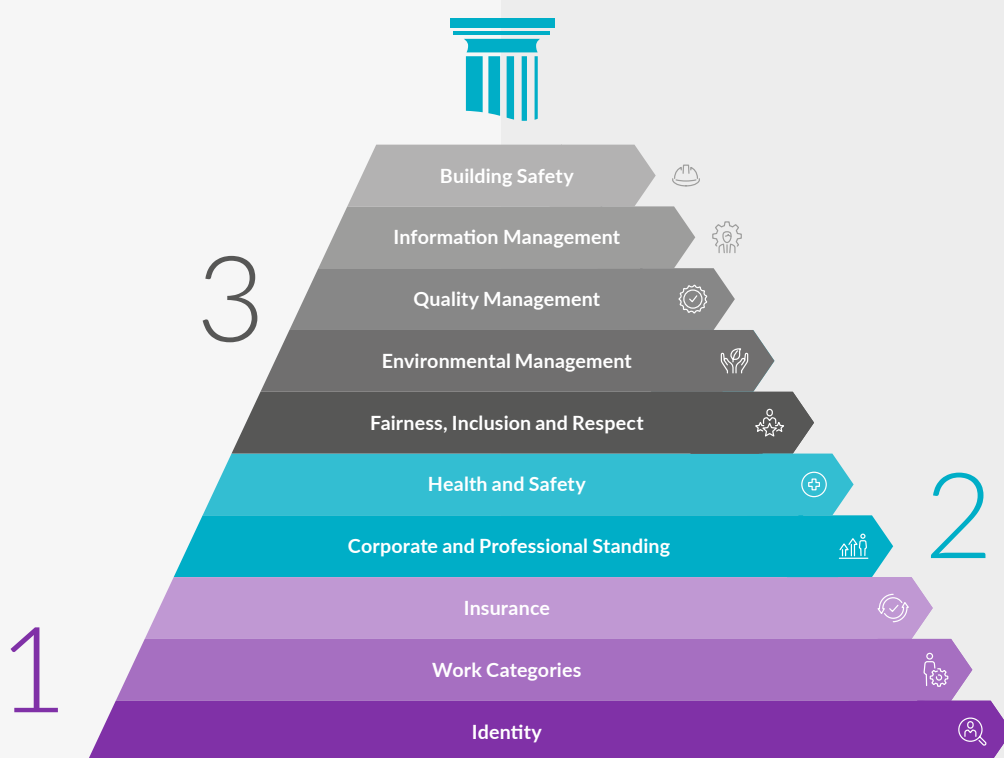 Building Safety
Information Management
Quality Management
3
Environmental Management
Fairness, Inclusion and Respect
Health and Safety
2
Corporate and Professional Standing
Insurance
1
Work Categories
Identity